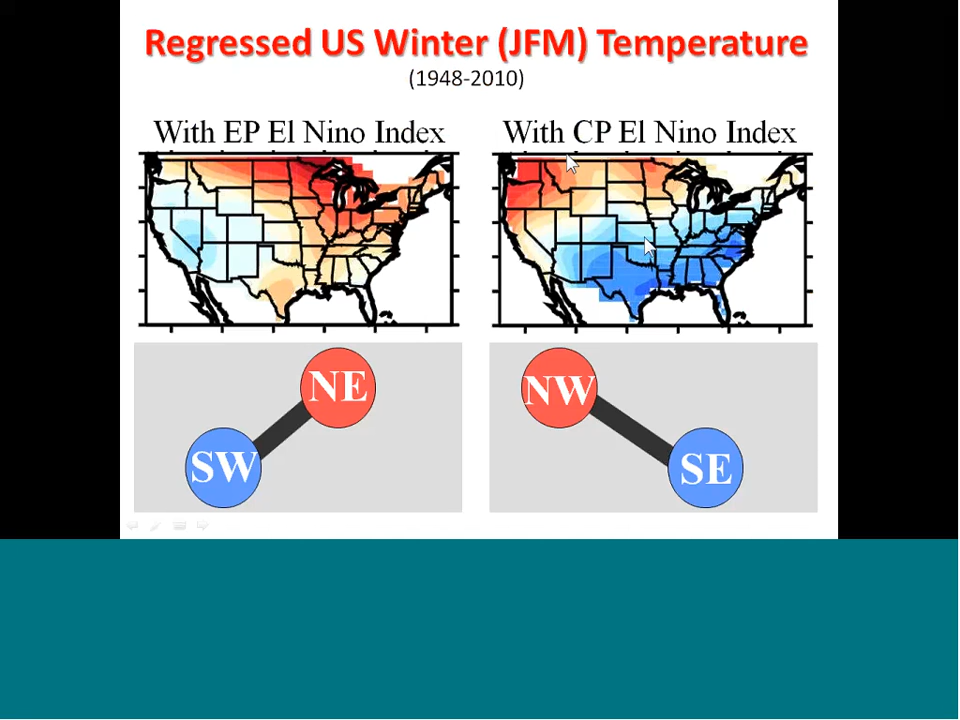 Regressed US Winter (JFM) Temperature
(1948-2010)
With EP El Nino Index
With CP El Nino Index
NE
SW
NW
SE